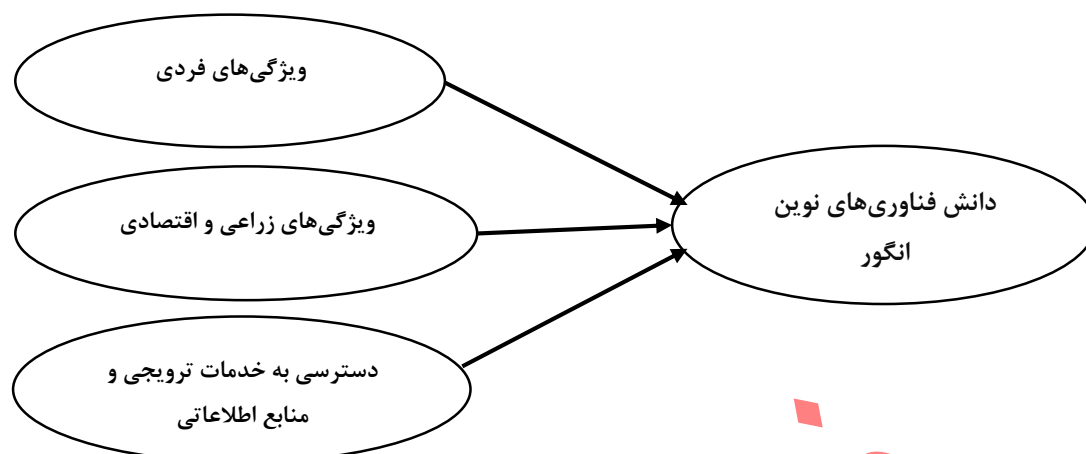 ویژگی‌های فردی
ویژگی‌های زراعی و اقتصادی
دسترسی به خدمات ترویجی و
منابع اطلاعاتی
دانش فناوری‌های نوین
انگور